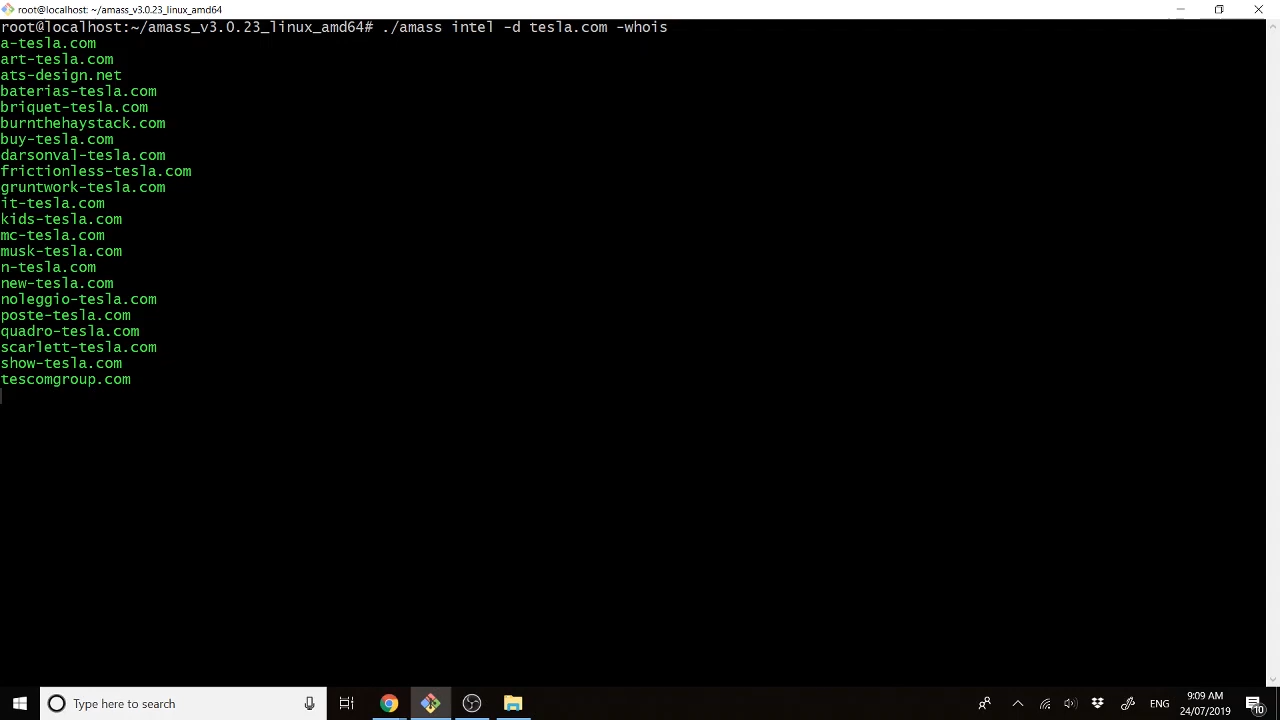 root@localhost: ~/amass_v3.0.23_linux_amd64
root@localhost:~/amass_v3.0.23_linux_amd64# ./amass intel -d tesla.com -whois
a-tesla.com
art-tesla.com
ats-design.net
baterias-tesla.com
briquet-tesla.com
burnthehaystack.com
buy-tesla.com
darsonval-tesla.com
frictionless-tesla.com
gruntwork-tesla.com
it-tesla.com
kids-tesla.com
mc-tesla.com
musk-tesla.com
n-tesla.com
new-tesla.com
noleggio-tesla.com
poste-tesla.com
quadro-tesla.com
scarlett-tesla.com
show-tesla.com
tescomgroup.com
Type here to search
ENG
9:09 AM
24/07/2019
10